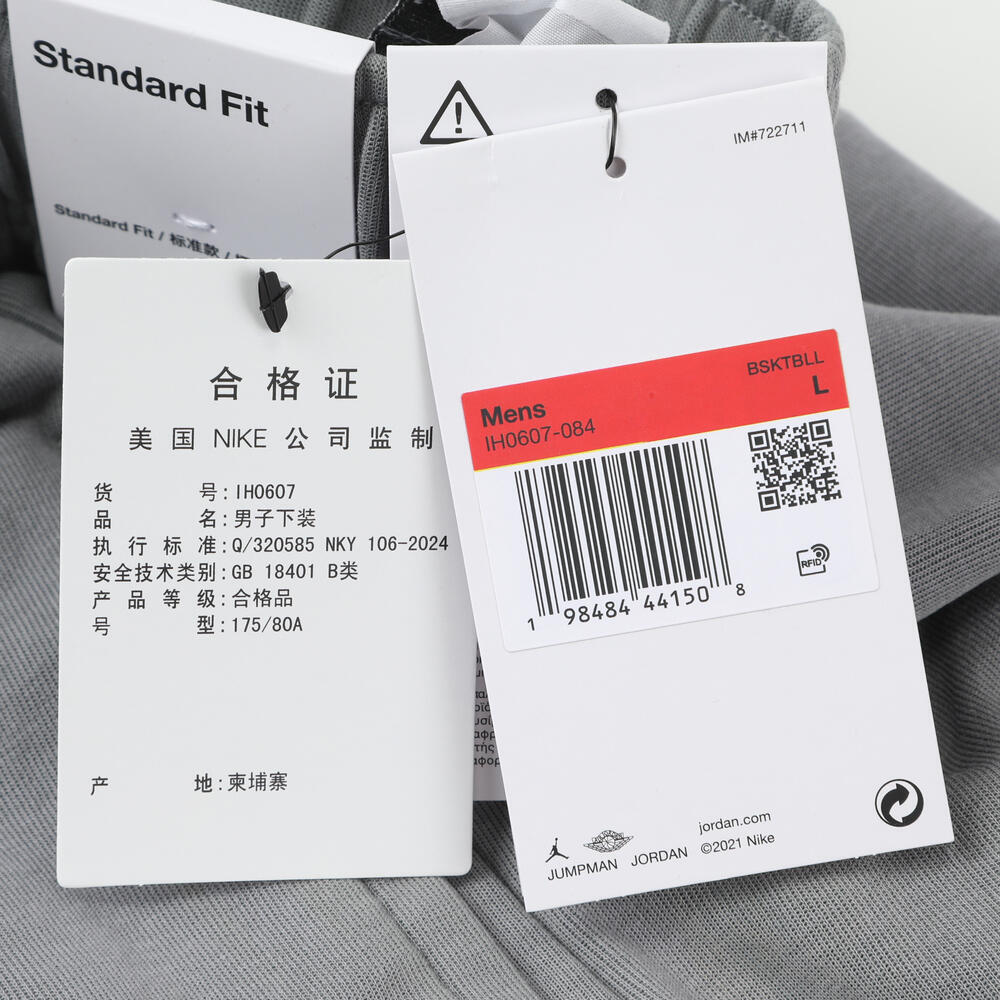 Standard Fit
Standard Fit / 标准款 /
合格证
美国 NIKE 公司监制
货号: IH0607
品名: 男子下装
执行标准: Q/320585 NKY 106-2024
安全技术类别: GB 18401 B类
产品等级: 合格品
号型: 175/80A
产地: 柬埔寨
IM#722711
BSKTBLL
L
Mens
IH0607-084
1 98484 44150 8
RFID
jordan.com
JUMPMAN JORDAN ©2021 Nike